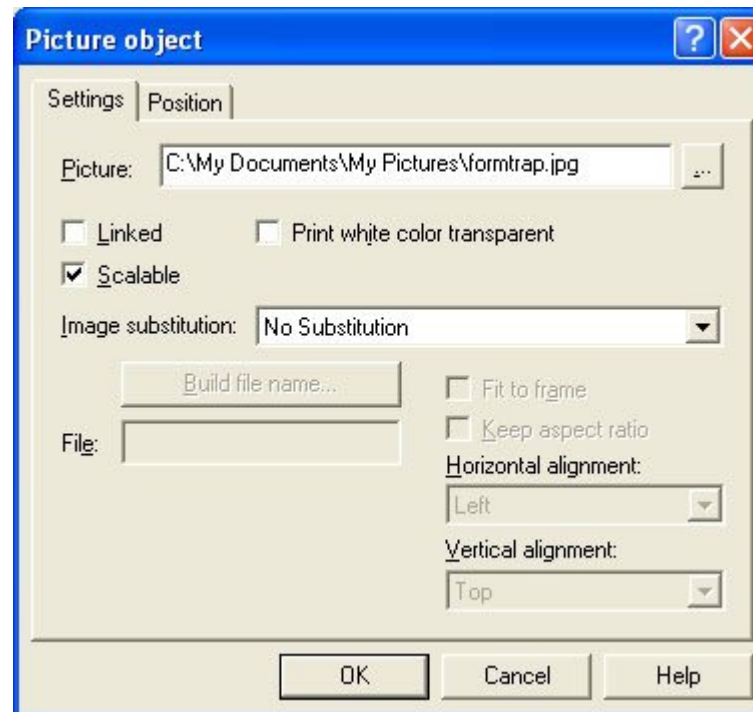 Picture object
Settings Position
Picture: C:\My Documents\My Pictures\formtrap.jpg ...
Linked Print white color transparent
Scalable
Image substitution: No Substitution
Build file name... Fit to frame
File: Keep aspect ratio
Horizontal alignment:
Left
Vertical alignment:
Top
OK Cancel Help